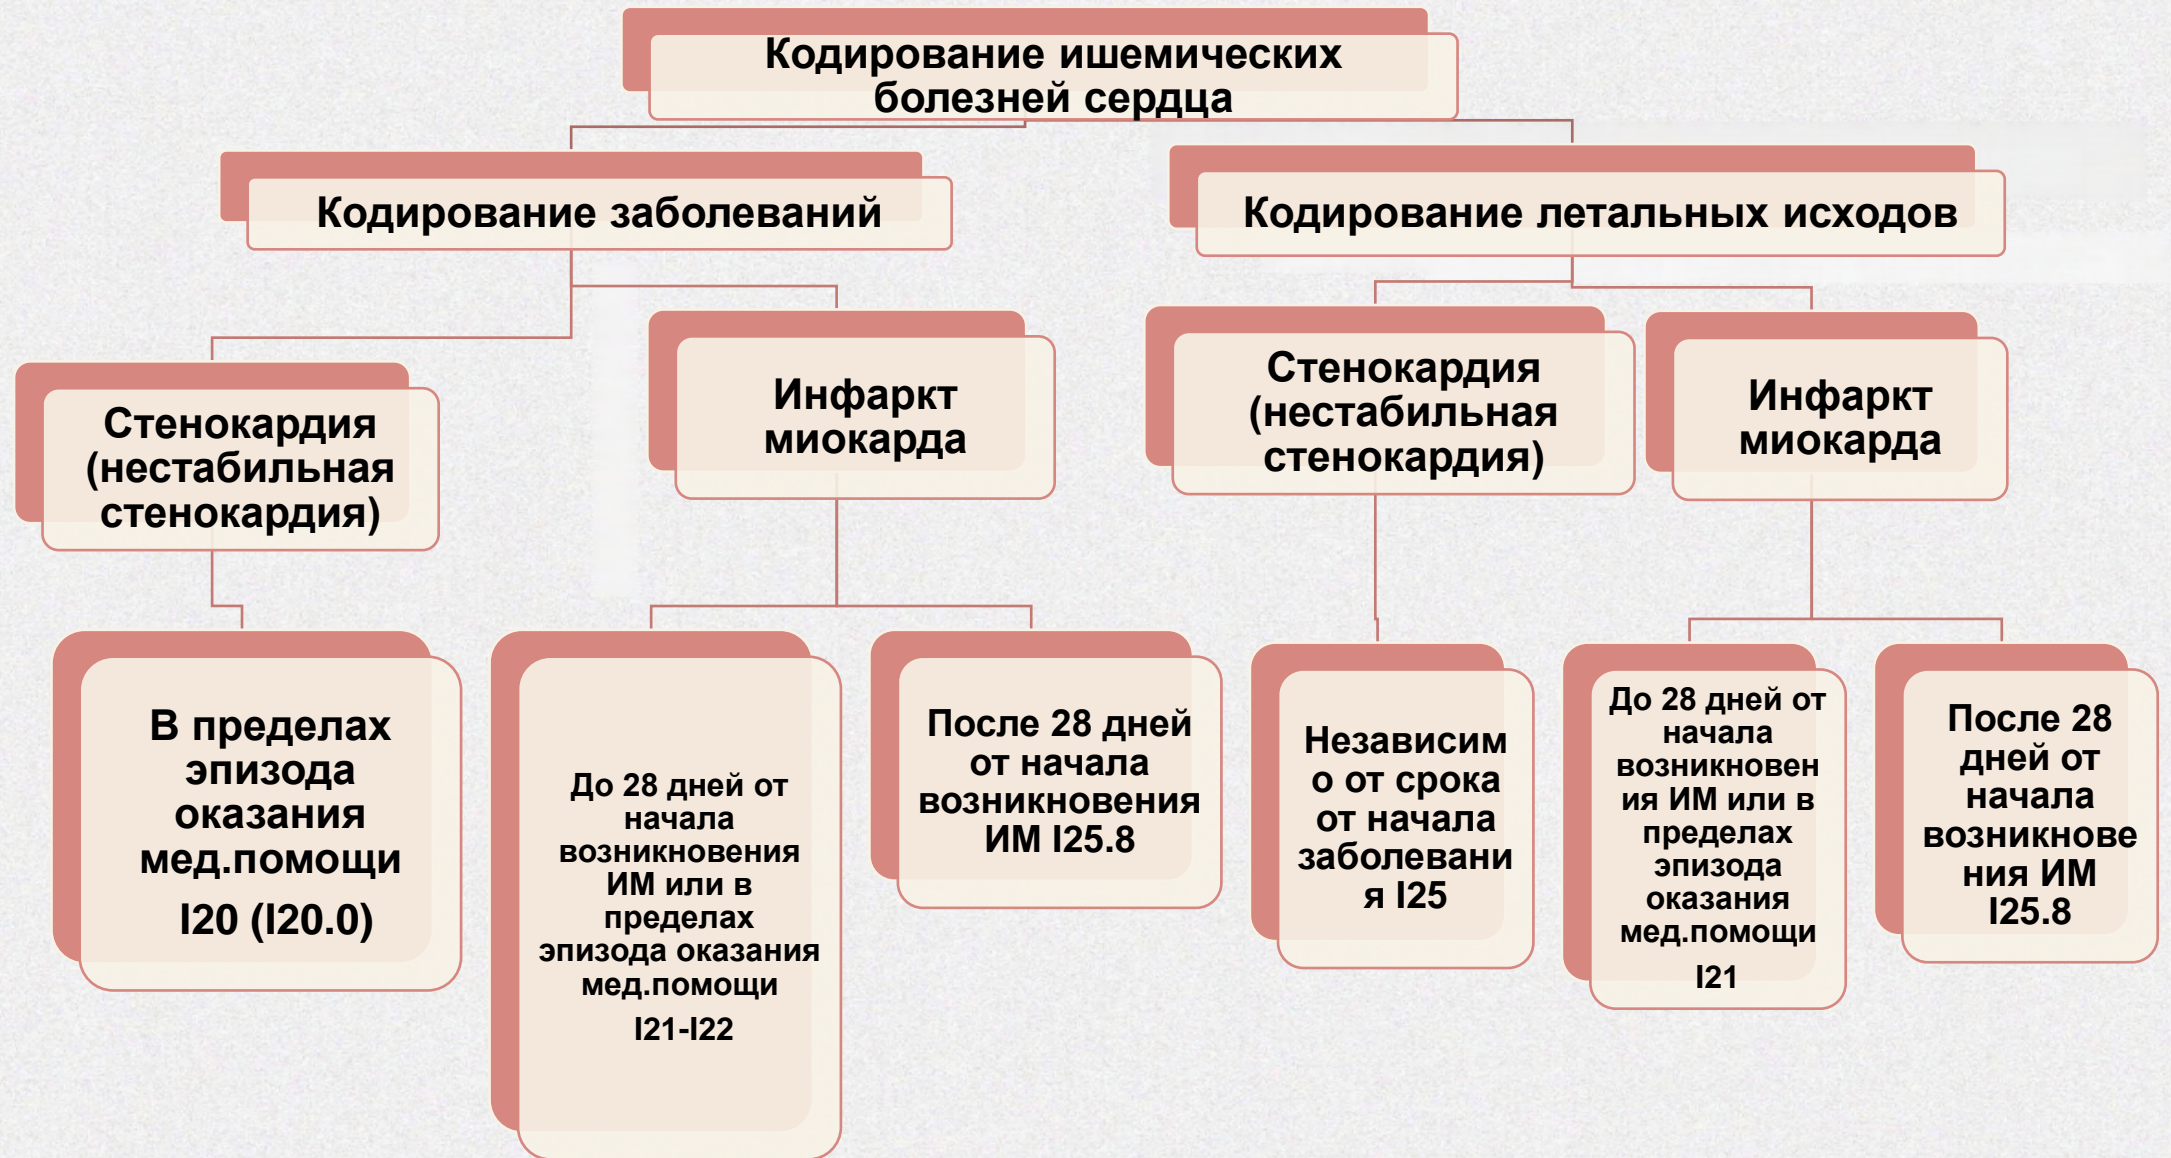 Кодирование ишемических
болезней сердца
Кодирование заболеваний
Кодирование летальных исходов
Стенокардия
(нестабильная
стенокардия)
Инфаркт
миокарда
Стенокардия
(нестабильная
стенокардия)
Инфаркт
миокарда
В пределах
эпизода
оказания
мед.помощи
I20 (I20.0)
До 28 дней от
начала
возникновения
ИМ или в
пределах
эпизода оказания
мед.помощи
I21-I22
После 28 дней
от начала
возникновения
ИМ I25.8
Независим
о от срока
от начала
заболевани
я I25
До 28 дней от
начала
возникновен
ия ИМ или в
пределах
эпизода
оказания
мед.помощи
I21
После 28
дней от
начала
возникнове
ния ИМ
I25.8